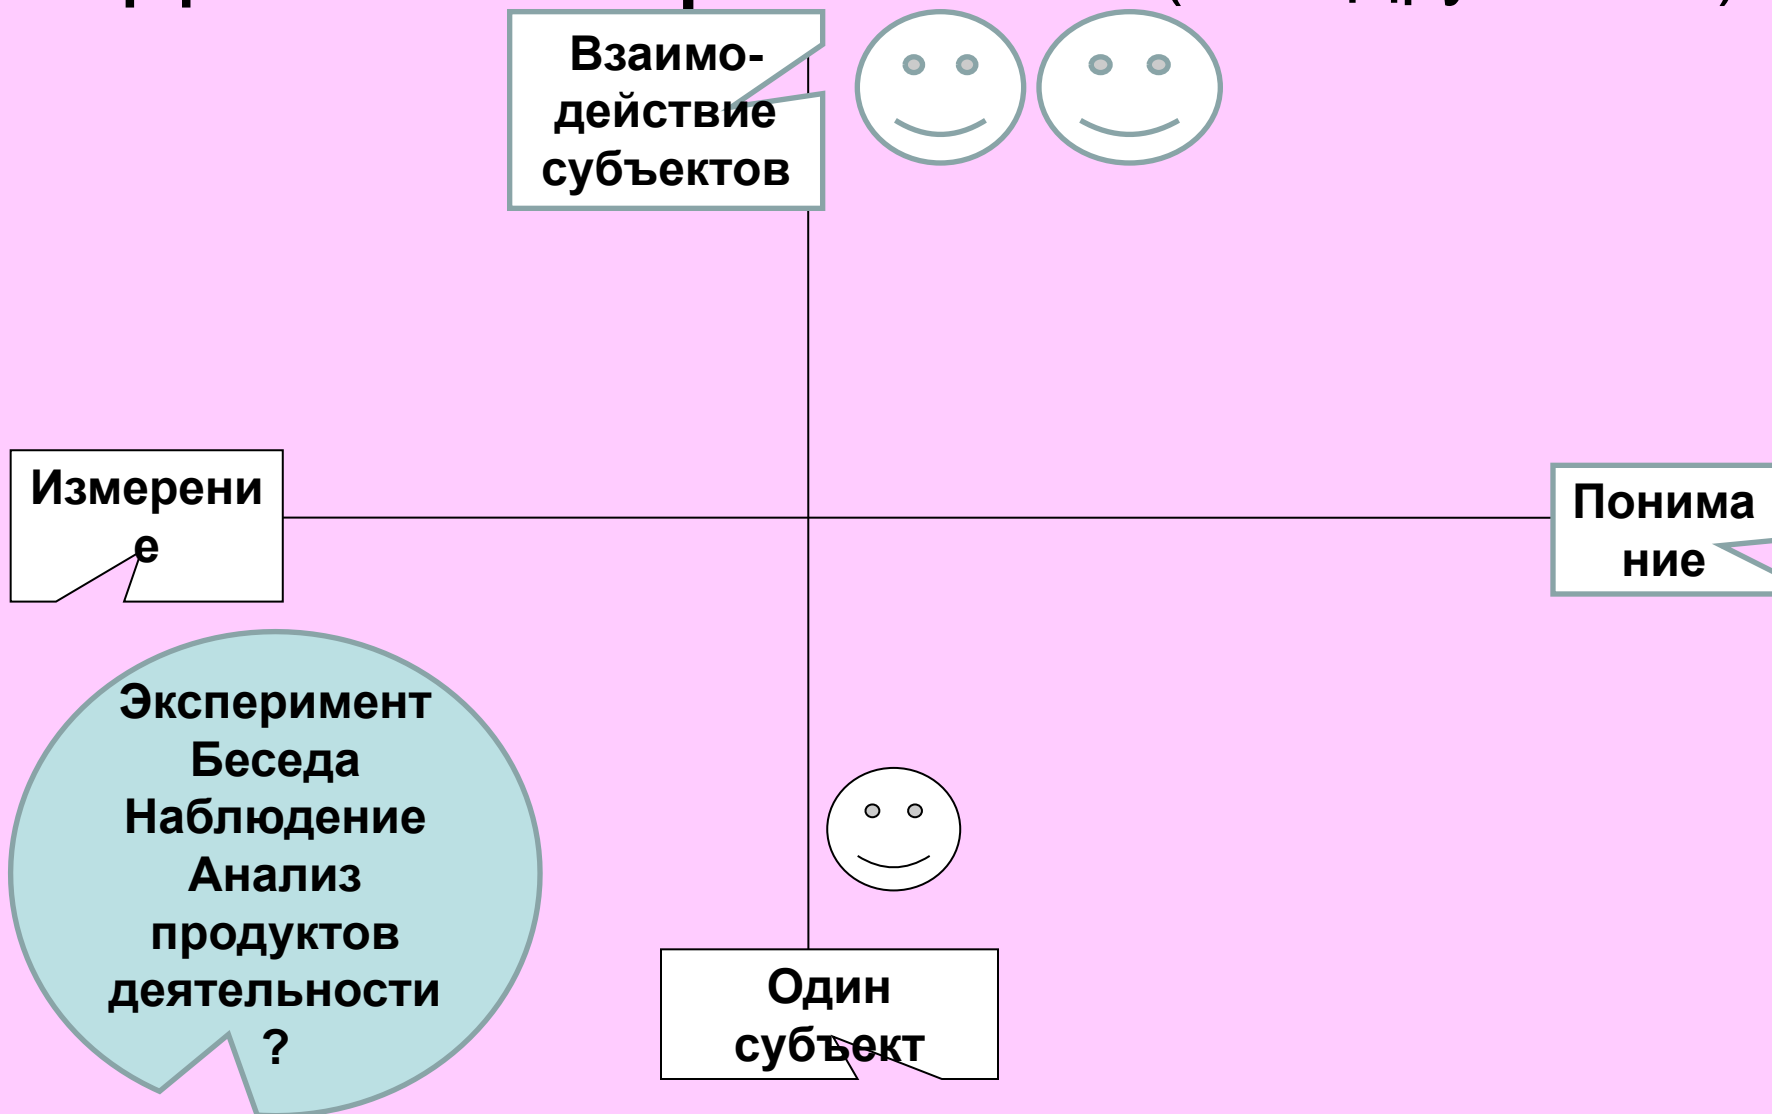 Взаимо-
действие
субъектов
Измерени
е
Понима
ние
Эксперимент
Беседа
Наблюдение
Анализ
продуктов
деятельности
?
Один
субъект